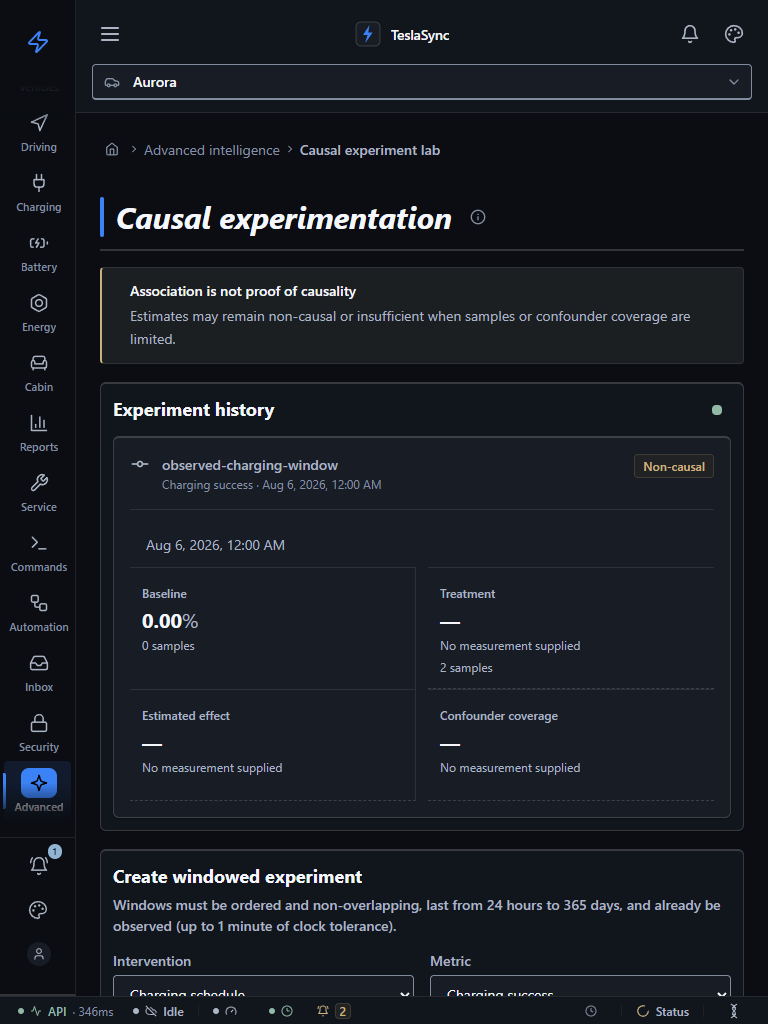 TeslaSync
Aurora
Vehicles
Driving
Charging
Battery
Energy
Cabin
Reports
Service
Commands
Automation
Inbox
Security
Advanced
1
Advanced intelligence
Causal experiment lab
Causal experimentation
Association is not proof of causality
Estimates may remain non-causal or insufficient when samples or confounder coverage are
limited.
Experiment history
observed-charging-window
Non-causal
Charging success · Aug 6, 2026, 12:00 AM
Aug 6, 2026, 12:00 AM
Baseline
0.00%
0 samples
Treatment
—
No measurement supplied
2 samples
Estimated effect
—
No measurement supplied
Confounder coverage
—
No measurement supplied
Create windowed experiment
Windows must be ordered and non-overlapping, last from 24 hours to 365 days, and already be
observed (up to 1 minute of clock tolerance).
Intervention
Metric
Charging schedule
Charging success
API · 346ms
Idle
2
Status